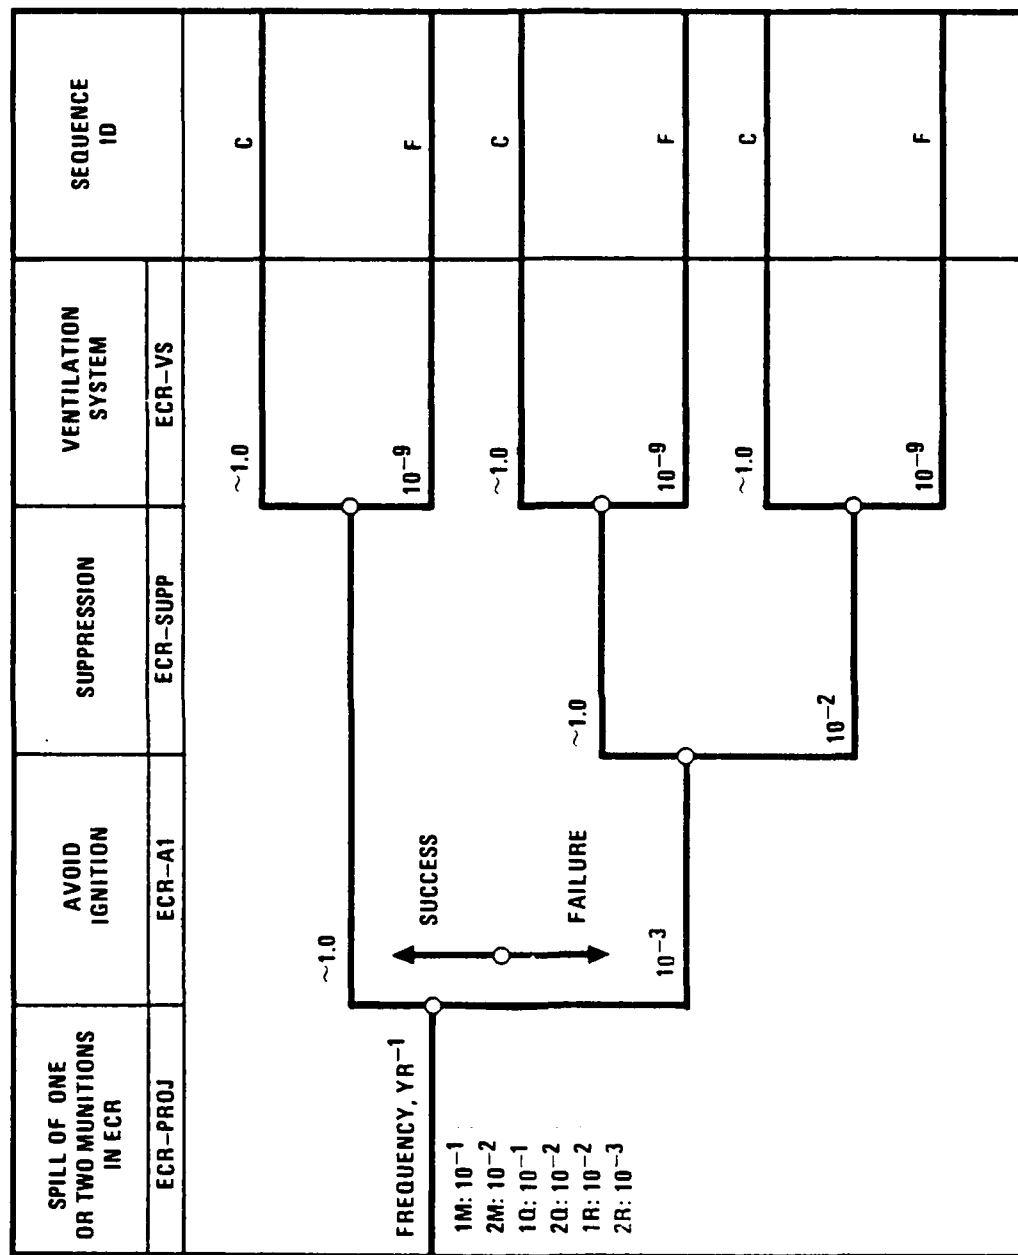 SPILL OF ONE
OR TWO MUNITIONS
IN ECR
AVOID
IGNITION
SUPPRESSION
VENTILATION
SYSTEM
SEQUENCE
ID
ECR-PROJ
ECR-A1
ECR-SUPP
ECR-VS
FREQUENCY, YR⁻¹
1M: 10⁻¹
2M: 10⁻²
1Q: 10⁻¹
2Q: 10⁻²
1R: 10⁻²
2R: 10⁻³
~1.0
SUCCESS
FAILURE
10⁻³
~1.0
10⁻²
~1.0
10⁻⁹
~1.0
10⁻⁹
~1.0
10⁻⁹
C
F
C
F
C
F